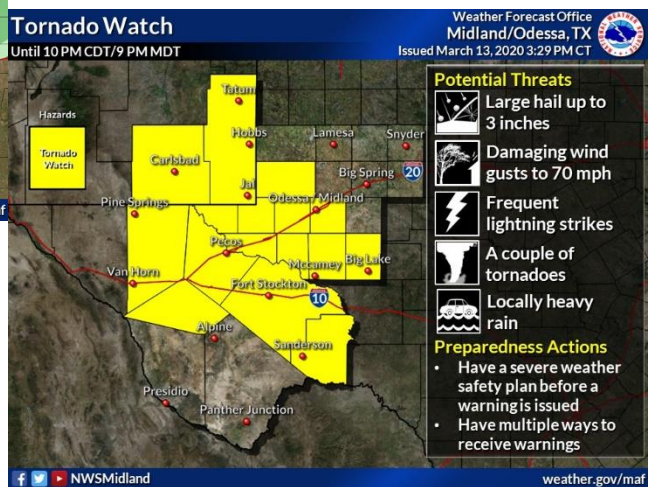 Tornado Watch
Until 10 PM CDT/9 PM MDT
Weather Forecast Office
Midland/Odessa, TX
Issued March 13, 2020 3:29 PM CT
Hazards
Tornado
Watch
Tatum
Hobbs
Lamesa
Snyder
Carlsbad
Jal
Big Spring
20
Pine Springs
Odessa
Midland
Pecos
Van Horn
Mccamey
Big Lake
Fort Stockton
10
Alpine
Sanderson
Presidio
Panther Junction
Potential Threats
Large hail up to
3 inches
Damaging wind
gusts to 70 mph
Frequent
lightning strikes
A couple of
tornadoes
Locally heavy
rain
Preparedness Actions
• Have a severe weather
safety plan before a
warning is issued
• Have multiple ways to
receive warnings
NWSMidland
weather.gov/maf